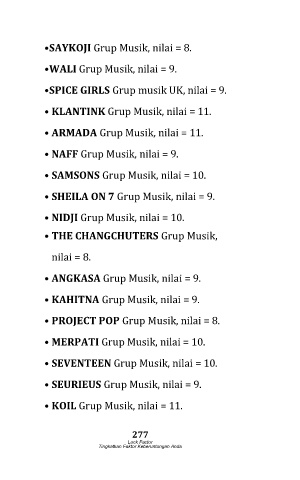 •SAYKOJI Grup Musik, nilai = 8.
•WALI Grup Musik, nilai = 9.
•SPICE GIRLS Grup musik UK, nilai = 9.
• KLANTINK Grup Musik, nilai = 11.
• ARMADA Grup Musik, nilai = 11.
• NAFF Grup Musik, nilai = 9.
• SAMSONS Grup Musik, nilai = 10.
• SHEILA ON 7 Grup Musik, nilai = 9.
• NIDJI Grup Musik, nilai = 10.
• THE CHANGCHUTERS Grup Musik,
nilai = 8.
• ANGKASA Grup Musik, nilai = 9.
• KAHITNA Grup Musik, nilai = 9.
• PROJECT POP Grup Musik, nilai = 8.
• MERPATI Grup Musik, nilai = 10.
• SEVENTEEN Grup Musik, nilai = 10.
• SEURIEUS Grup Musik, nilai = 9.
• KOIL Grup Musik, nilai = 11.
277
Luck Factor
Tingkatkan Faktor Keberuntungan Anda